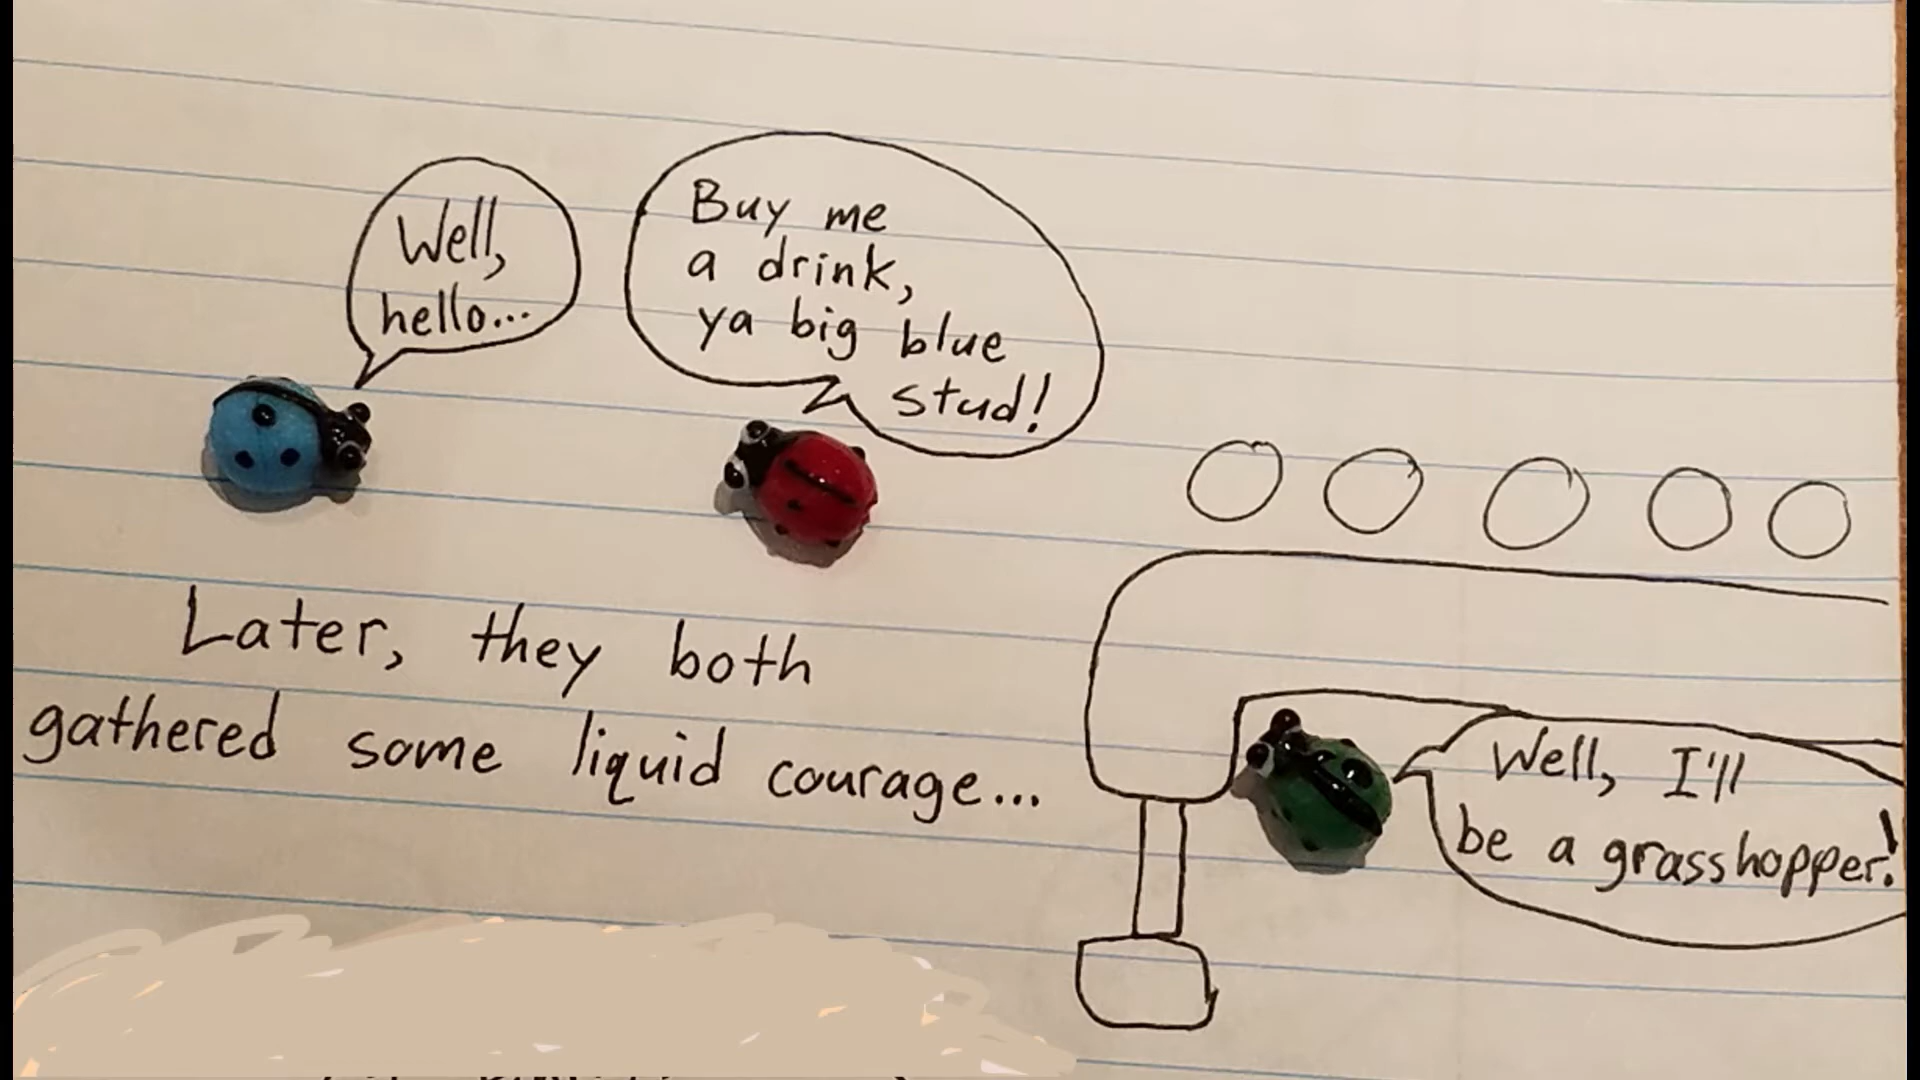 Well,
hello...
Buy me
a drink,
ya big blue
stud!
Later, they both
gathered some liquid courage...
Well, I'll
be a grasshopper!